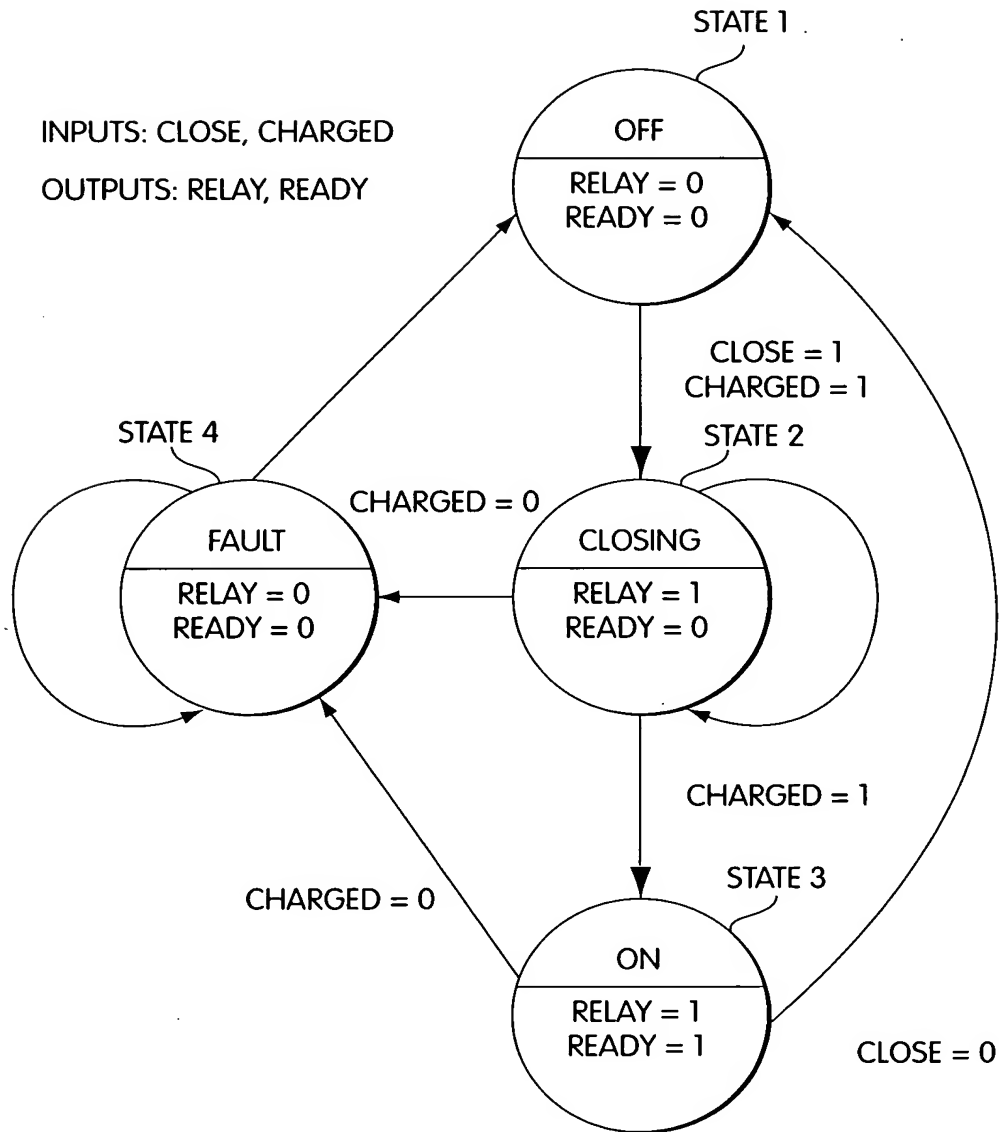 STATE 1
INPUTS: CLOSE, CHARGED
OUTPUTS: RELAY, READY
OFF
RELAY = 0
READY = 0
CLOSE = 1
CHARGED = 1
STATE 4
STATE 2
CHARGED = 0
FAULT
RELAY = 0
READY = 0
CLOSING
RELAY = 1
READY = 0
CHARGED = 1
STATE 3
CHARGED = 0
ON
RELAY = 1
READY = 1
CLOSE = 0